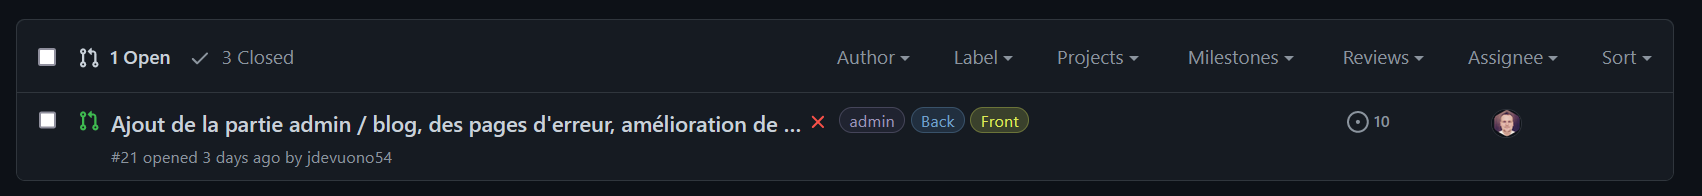 1 Open 3 Closed Author Label Projects Milestones Reviews Assignee Sort
Ajout de la partie admin / blog, des pages d'erreur, amélioration de ... admin Back Front 10
#21 opened 3 days ago by jdevuono54